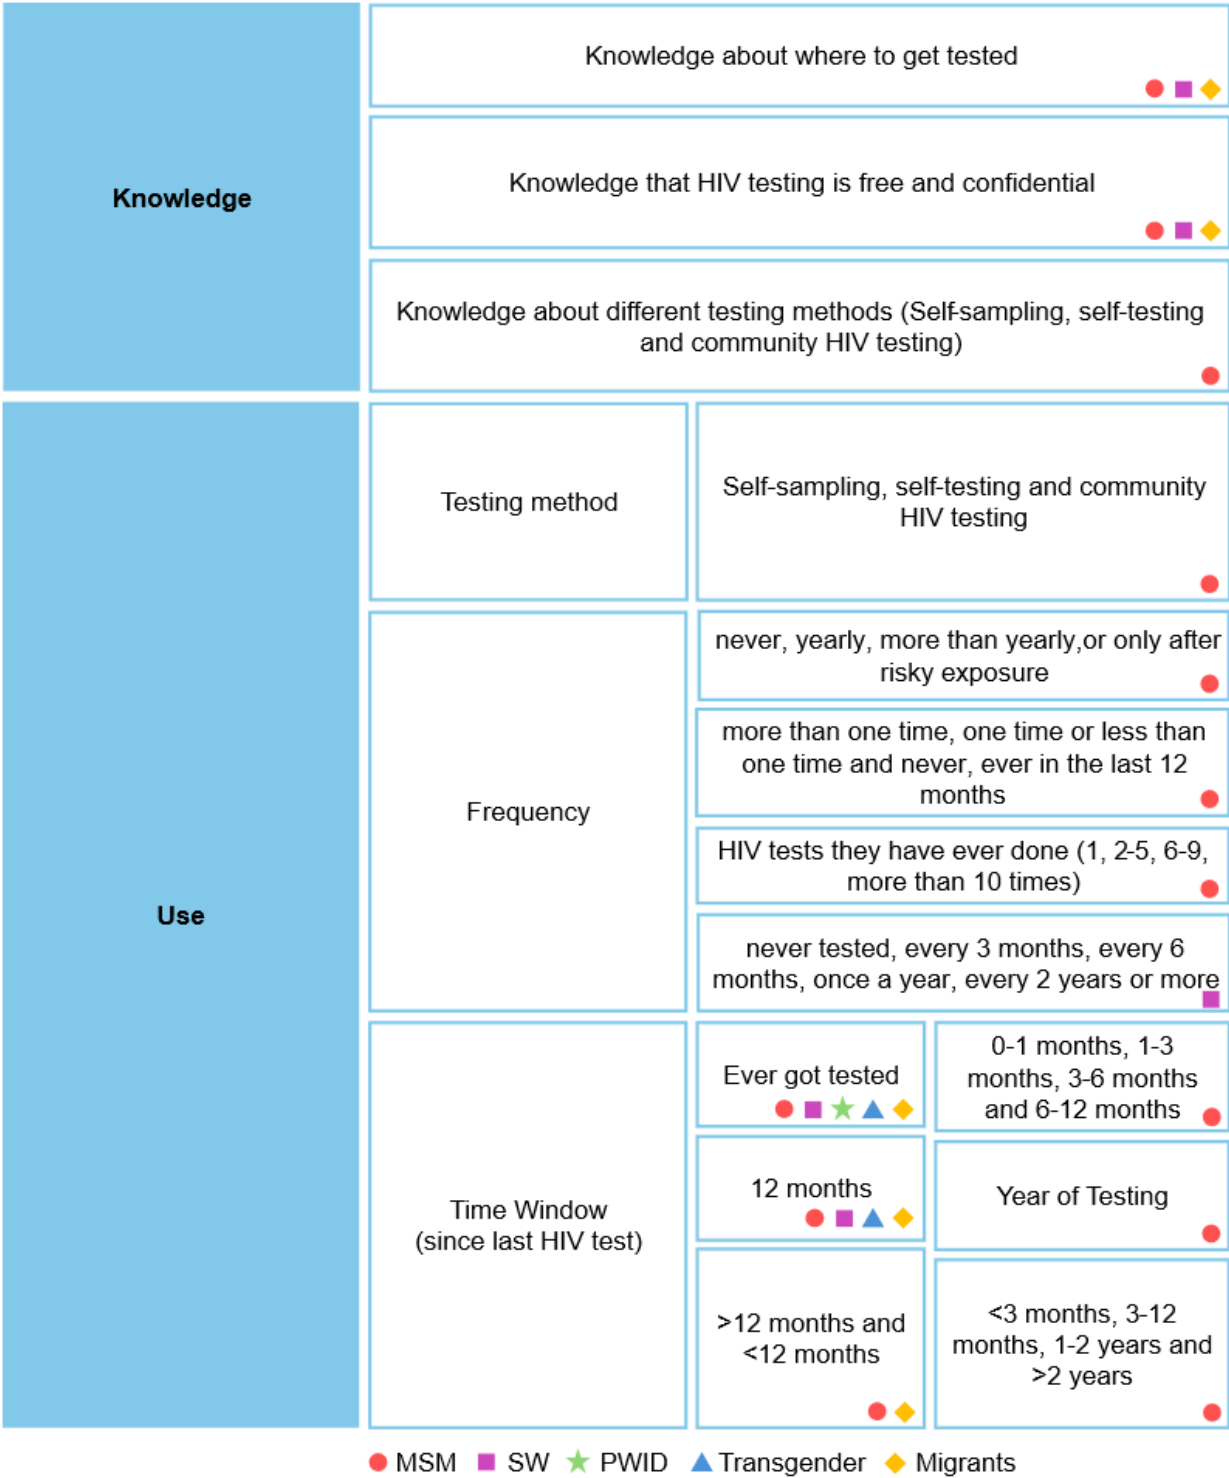 Knowledge
Knowledge about where to get tested
Knowledge that HIV testing is free and confidential
Knowledge about different testing methods (Self-sampling, self-testing
and community HIV testing)
Use
Testing method
Self-sampling, self-testing and community
HIV testing
Frequency
never, yearly, more than yearly,or only after
risky exposure
more than one time, one time or less than
one time and never, ever in the last 12
months
HIV tests they have ever done (1, 2-5, 6-9,
more than 10 times)
never tested, every 3 months, every 6
months, once a year, every 2 years or more
Time Window
(since last HIV test)
Ever got tested
0-1 months, 1-3
months, 3-6 months
and 6-12 months
12 months
Year of Testing
>12 months and
<12 months
<3 months, 3-12
months, 1-2 years and
>2 years
MSM SW PWID Transgender Migrants